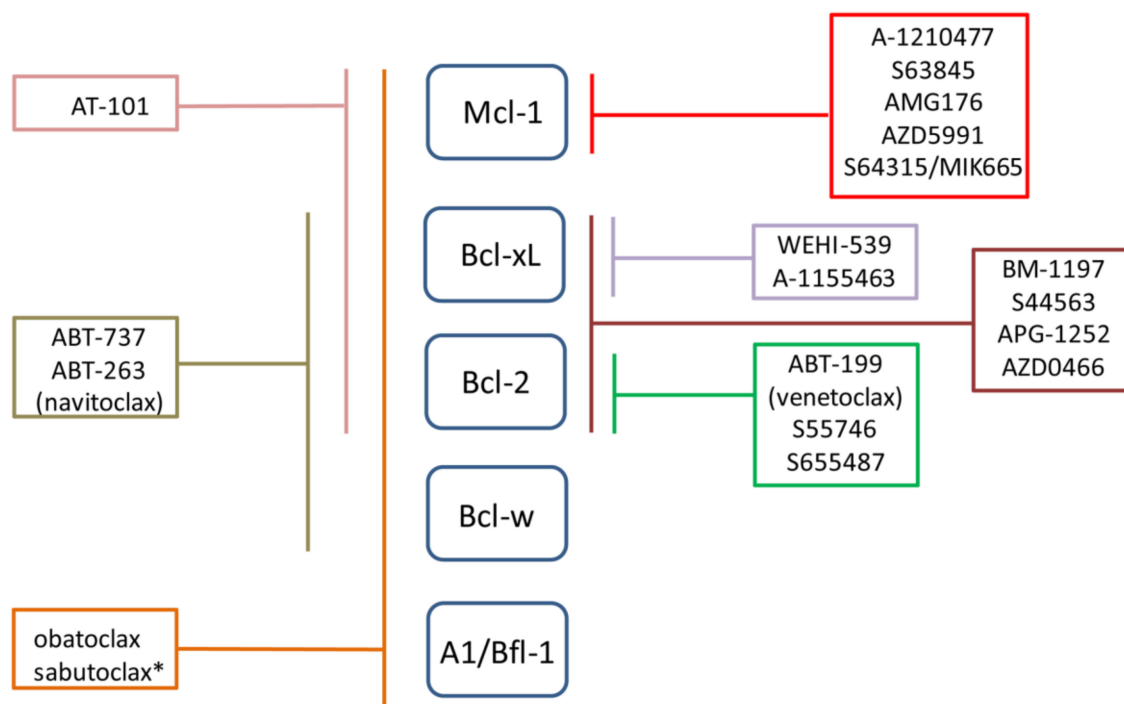 AT-101
ABT-737
ABT-263
(navitoclax)
obatoclax
sabutoclax*
Mcl-1
Bcl-xL
Bcl-2
Bcl-w
A1/Bfl-1
A-1210477
S63845
AMG176
AZD5991
S64315/MIK665
WEHI-539
A-1155463
ABT-199
(venetoclax)
S55746
S655487
BM-1197
S44563
APG-1252
AZD0466